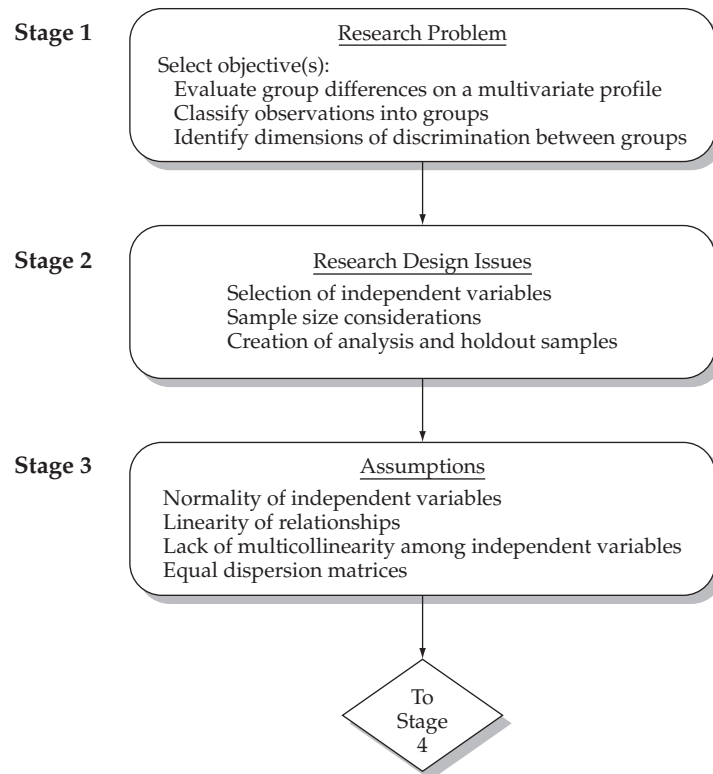 Stage 1
Research Problem
Select objective(s):
Evaluate group differences on a multivariate profile
Classify observations into groups
Identify dimensions of discrimination between groups
Stage 2
Research Design Issues
Selection of independent variables
Sample size considerations
Creation of analysis and holdout samples
Stage 3
Assumptions
Normality of independent variables
Linearity of relationships
Lack of multicollinearity among independent variables
Equal dispersion matrices
To
Stage
4